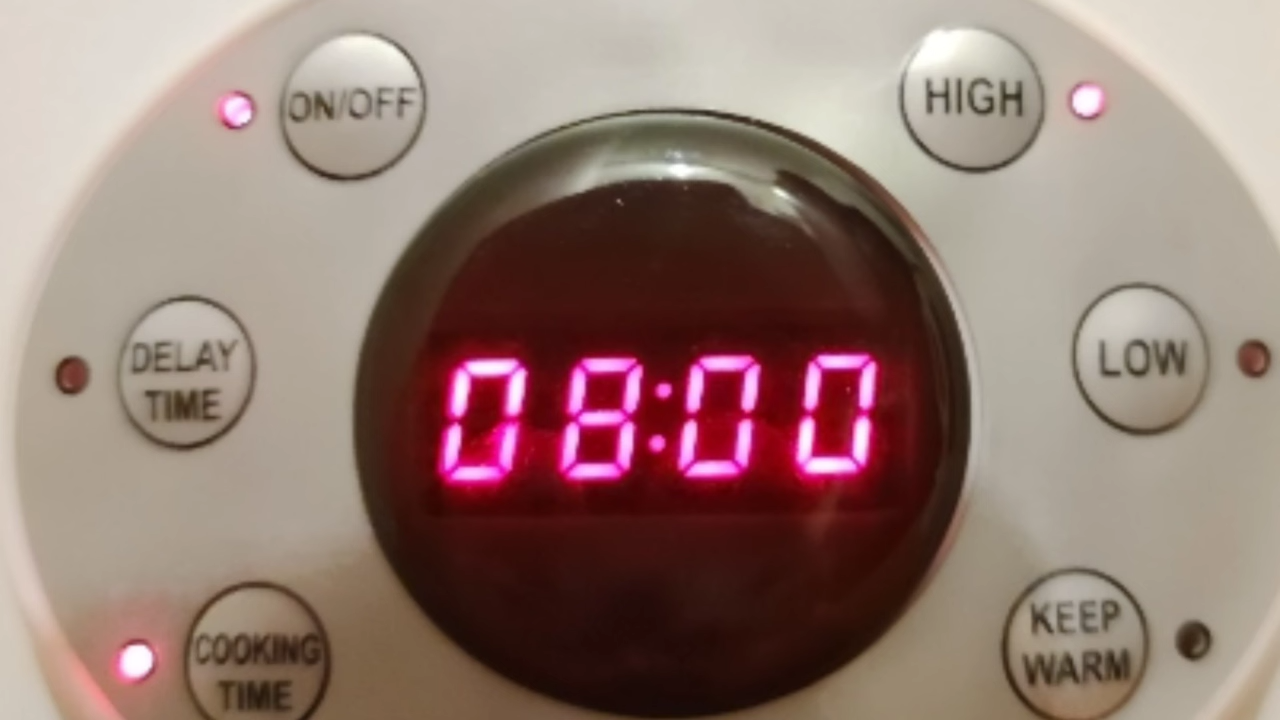 ON/OFF
HIGH
DELAY
TIME
08:00
LOW
COOKING
TIME
KEEP
WARM